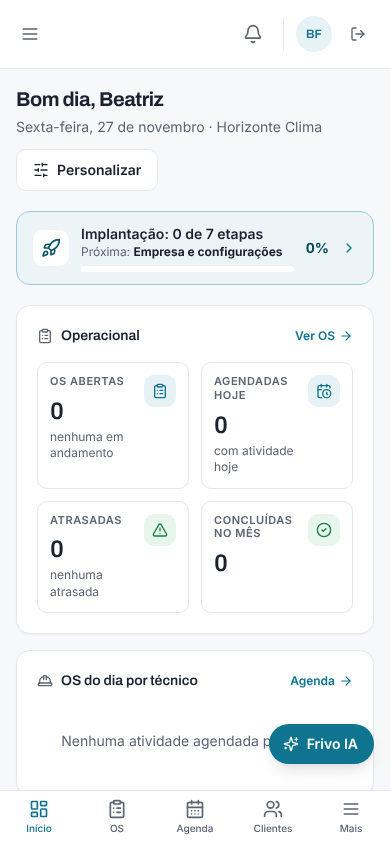 BF
Bom dia, Beatriz
Sexta-feira, 27 de novembro · Horizonte Clima
Personalizar
Implantação: 0 de 7 etapas
Próxima: Empresa e configurações
0%
Operacional
Ver OS →
OS ABERTAS
0
nenhuma em
andamento
AGENDADAS
HOJE
0
com atividade
hoje
ATRASADAS
0
nenhuma
atrasada
CONCLUÍDAS
NO MÊS
0
OS do dia por técnico
Agenda →
Nenhuma atividade agendada
Frivo IA
Início
OS
Agenda
Clientes
Mais